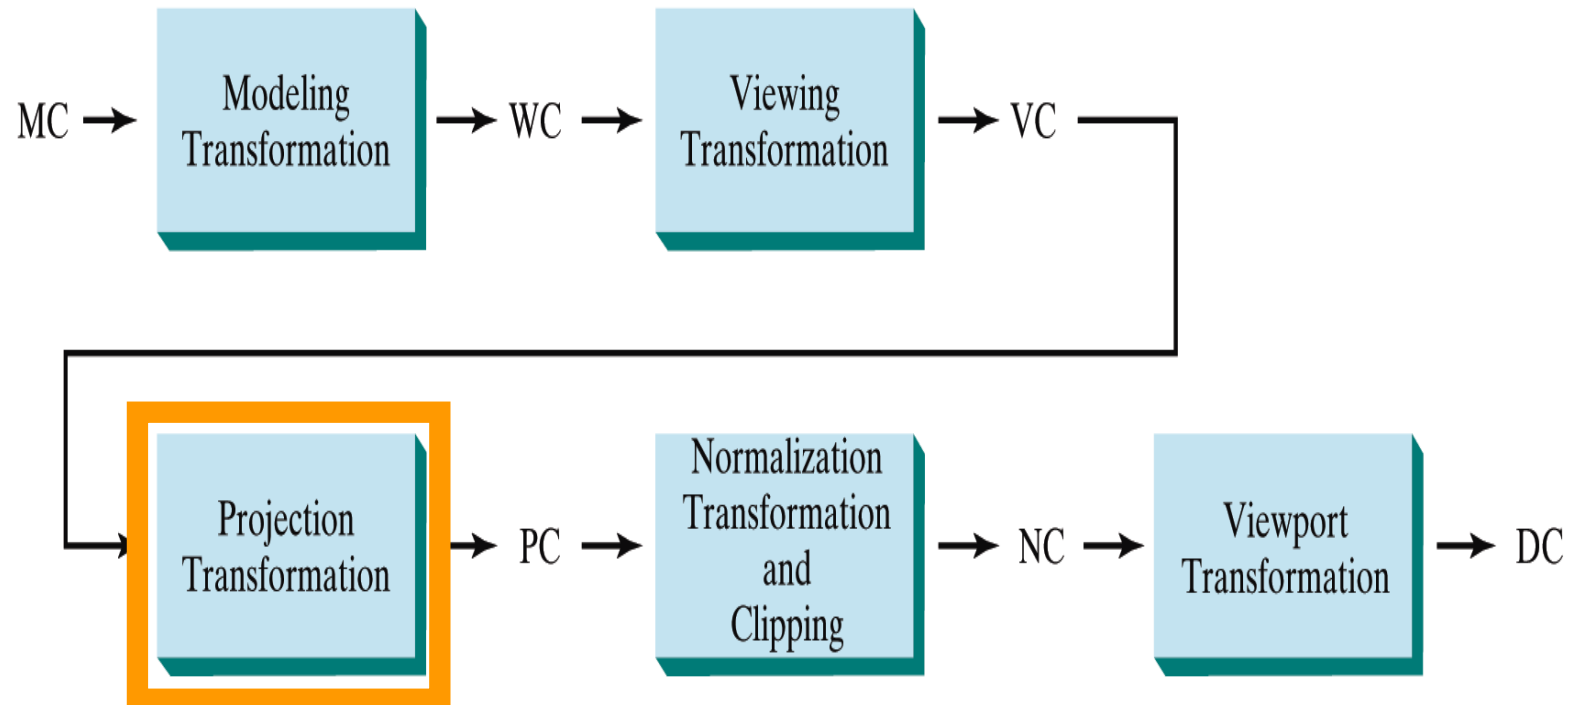 MC
Modeling
Transformation
WC
Viewing
Transformation
VC
Projection
Transformation
PC
Normalization
Transformation
and
Clipping
NC
Viewport
Transformation
DC